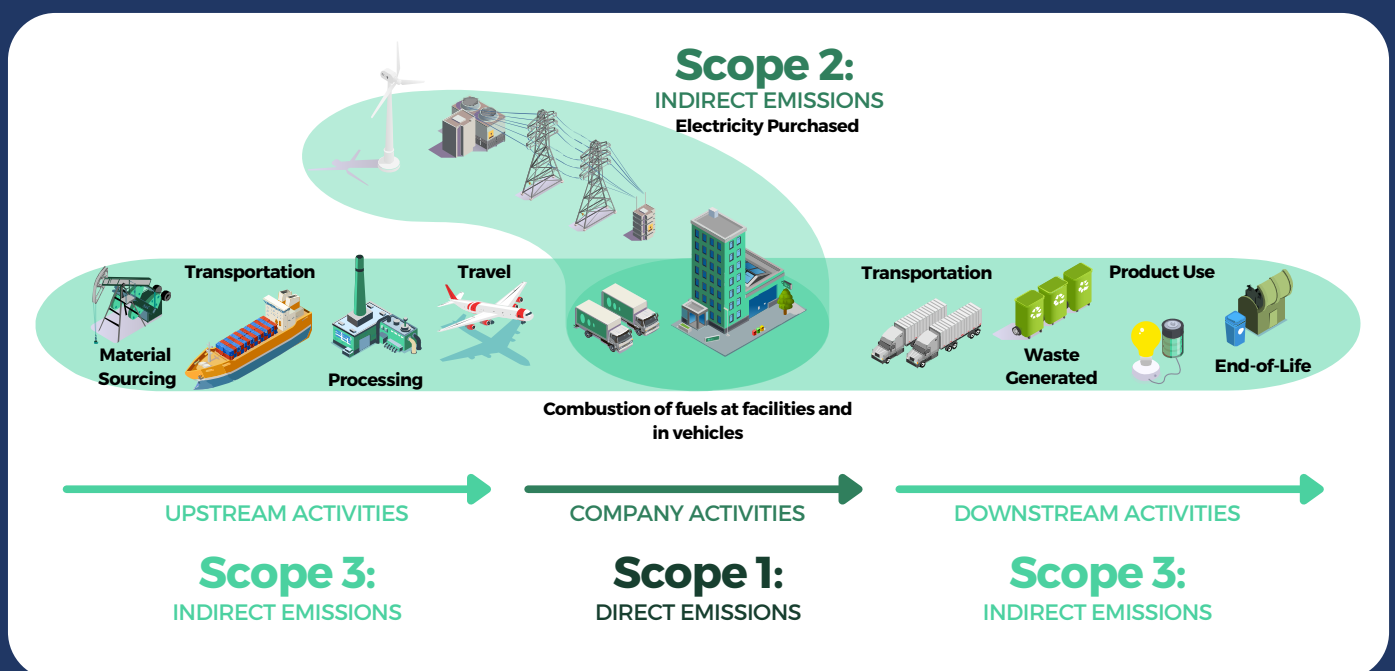 Scope 2:
INDIRECT EMISSIONS
Electricity Purchased
Transportation
Travel
Material
Sourcing
Processing
Transportation
Product Use
Waste
Generated
End-of-Life
Combustion of fuels at facilities and
in vehicles
UPSTREAM ACTIVITIES
COMPANY ACTIVITIES
DOWNSTREAM ACTIVITIES
Scope 3:
INDIRECT EMISSIONS
Scope 1:
DIRECT EMISSIONS
Scope 3:
INDIRECT EMISSIONS